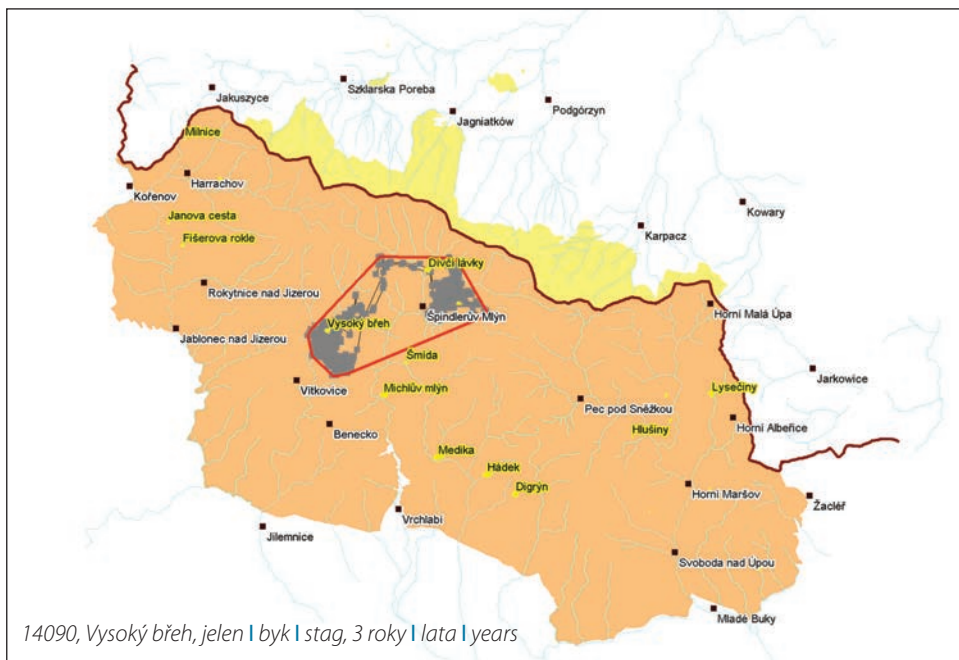 Szklarska Poreba
Jakuszyce
Podgórzyn
Jagniatków
Milnice
Harrachov
Kořenov
Kowary
Janova cesta
Karpacz
Fišerova rokle
Divčí lávky
Rokytnice nad Jizerou
Horní Malá Úpa
Špindlerův Mlýn
Vysoký břeh
Jablonec nad Jizerou
Šmída
Jarkowice
Vítkovice
Lysečiny
Michlův mlýn
Pec pod Sněžkou
Horní Albeřice
Benecko
Hlušiny
Medika
Hádek
Horní Maršov
Digrýn
Žacléř
Vrchlabí
Jilemnice
Svoboda nad Úpou
Mladé Buky
14090, Vysoký břeh, jelen I byk I stag, 3 roky I lata I years